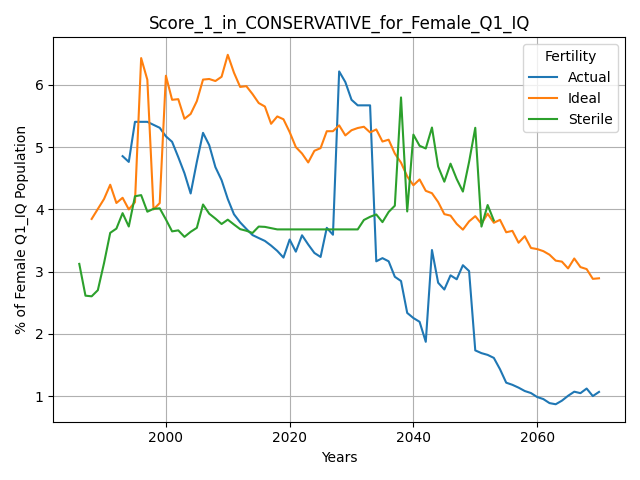 Score_1_in_CONSERVATIVE_for_Female_Q1_IQ
% of Female Q1_IQ Population
6
5
4
3
2
1
Fertility
Actual
Ideal
Sterile
2000
2020
2040
2060
Years